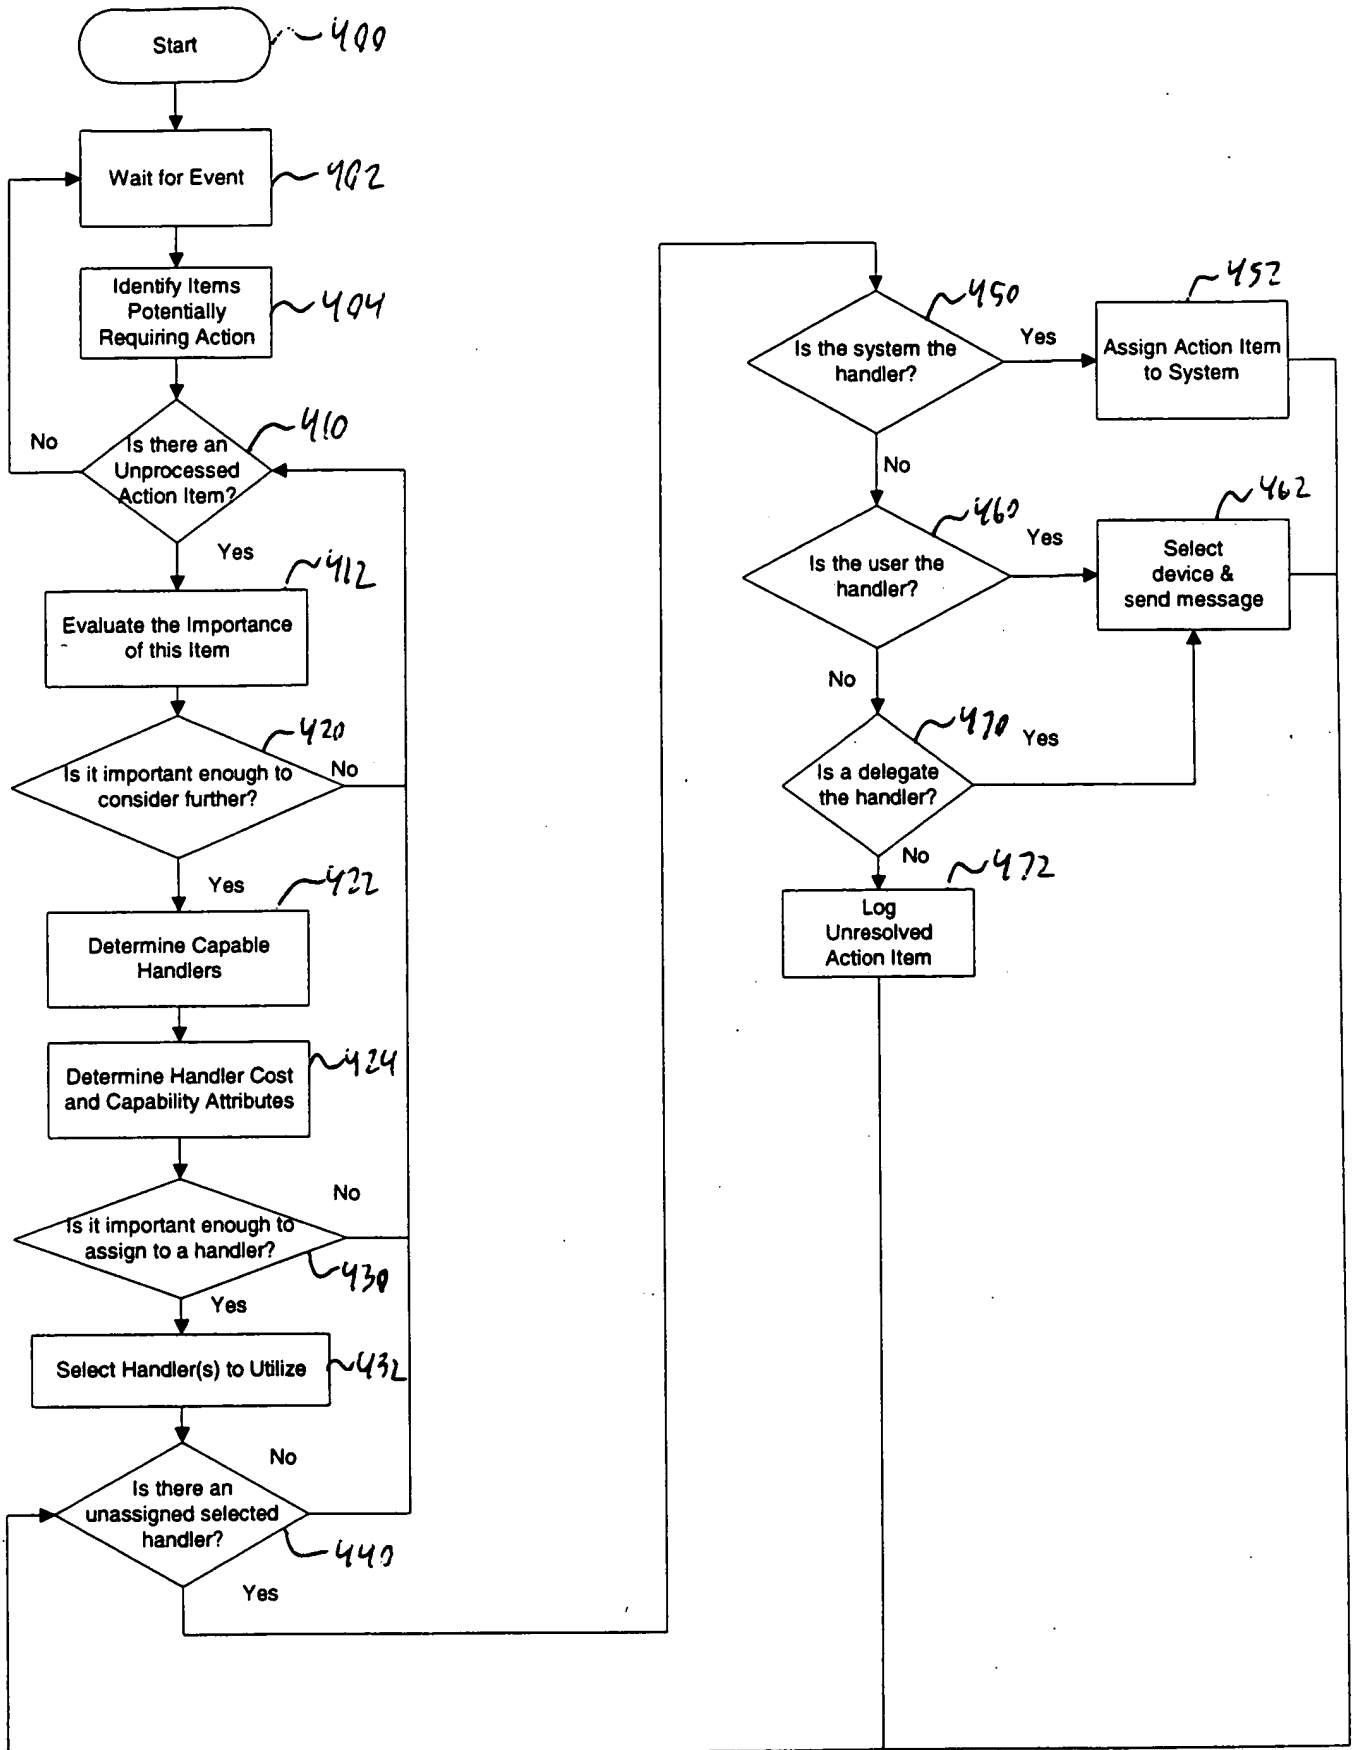 Start
400
Wait for Event
402
Identify Items
Potentially
Requiring Action
404
Is there an
Unprocessed
Action Item?
410
No
Yes
412
Evaluate the Importance
of this Item
420
Is it important enough to
consider further?
No
Yes
422
Determine Capable
Handlers
424
Determine Handler Cost
and Capability Attributes
No
Is it important enough to
assign to a handler?
430
Yes
Select Handler(s) to Utilize
432
No
Is there an
unassigned selected
handler?
440
Yes
450
Is the system the
handler?
Yes
452
Assign Action Item
to System
No
460
Is the user the
handler?
Yes
462
Select
device &
send message
No
470
Is a delegate
the handler?
Yes
No
472
Log
Unresolved
Action Item